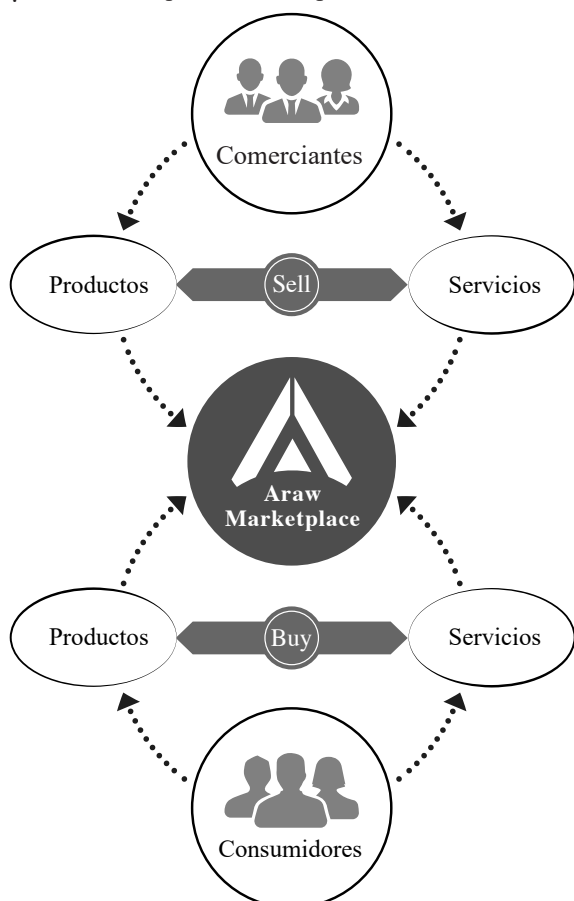 Comerciantes
Productos
Sell
Servicios
Araw
Marketplace
Productos
Buy
Servicios
Consumidores